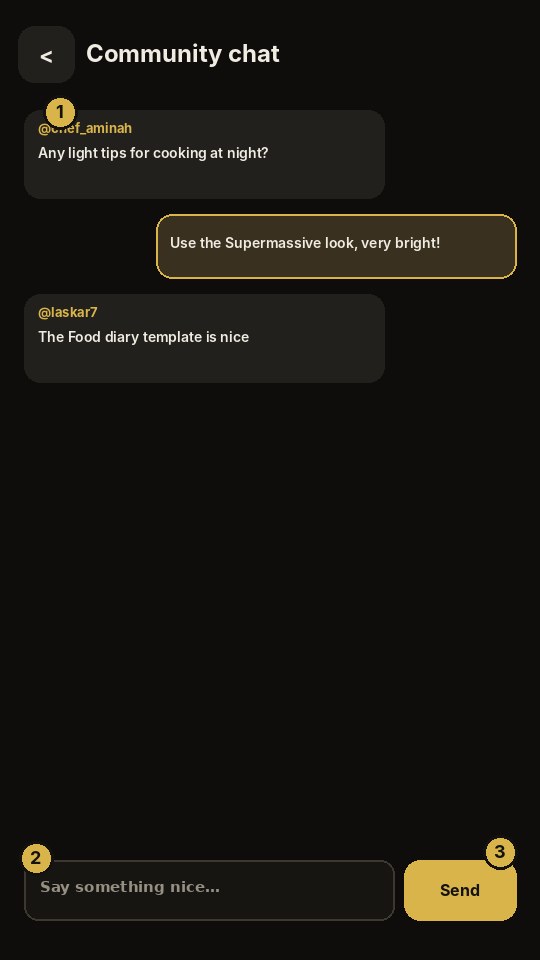 < Community chat
1
@chef_aminah
Any light tips for cooking at night?
Use the Supermassive look, very bright!
@laskar7
The Food diary template is nice
2
3
Say something nice...
Send